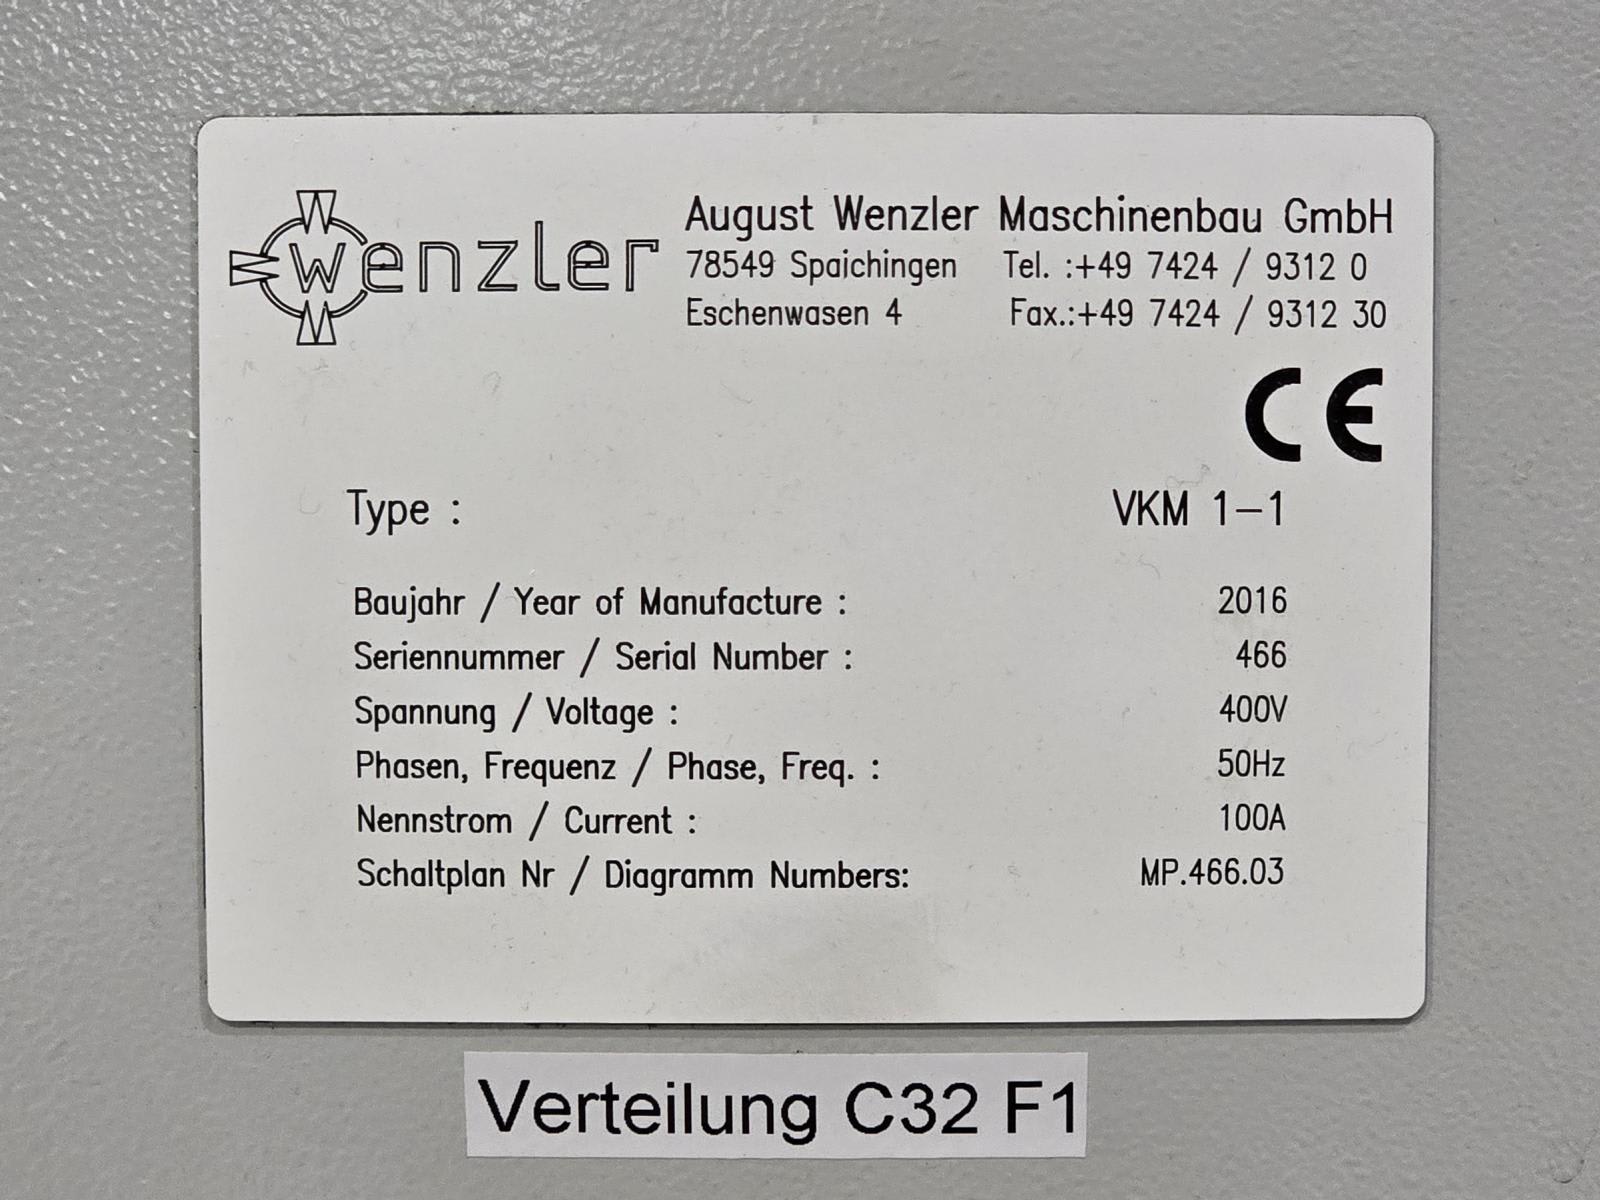 wenzler
August Wenzler Maschinenbau GmbH
78549 Spaichingen Tel. :+49 7424 / 9312 0
Eschenwasen 4 Fax.:+49 7424 / 9312 30
CE
Type : VKM 1-1
Baujahr / Year of Manufacture : 2016
Seriennummer / Serial Number : 466
Spannung / Voltage : 400V
Phasen, Frequenz / Phase, Freq. : 50Hz
Nennstrom / Current : 100A
Schaltplan Nr / Diagramm Numbers: MP.466.03
Verteilung C32 F1